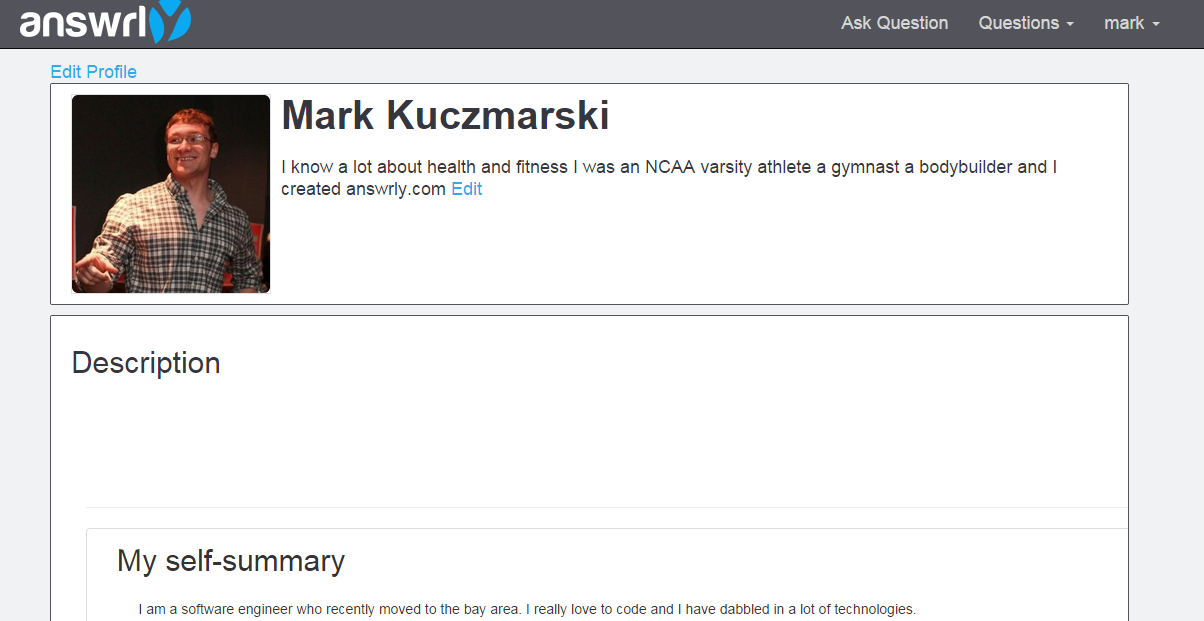 answrly
Ask Question Questions mark
Edit Profile
Mark Kuczmarski
I know a lot about health and fitness I was an NCAA varsity athlete a gymnast a bodybuilder and I
created answrly.com Edit
Description
My self-summary
I am a software engineer who recently moved to the bay area. I really love to code and I have dabbled in a lot of technologies.